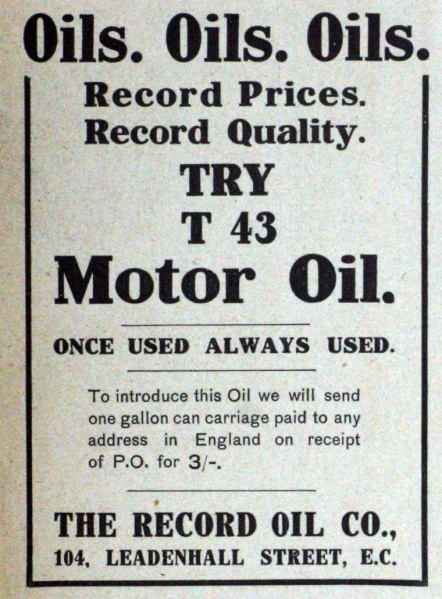 Oils. Oils. Oils.
Record Prices.
Record Quality.
TRY
T 43
Motor Oil.
ONCE USED ALWAYS USED.
To introduce this Oil we will send
one gallon can carriage paid to any
address in England on receipt
of P.O. for 3/-.
THE RECORD OIL CO.,
104, LEADENHALL STREET, E.C.